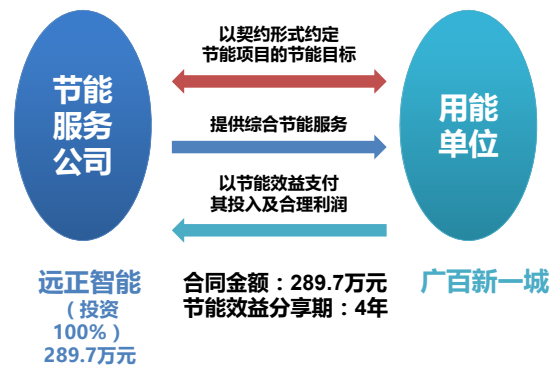 节能
服务
公司
以契约形式约定
节能项目的节能目标
提供综合节能服务
以节能效益支付
其投入及合理利润
用能
单位
远正智能
（投资
100%）
289.7万元
合同金额：289.7万元
节能效益分享期：4年
广百新一城